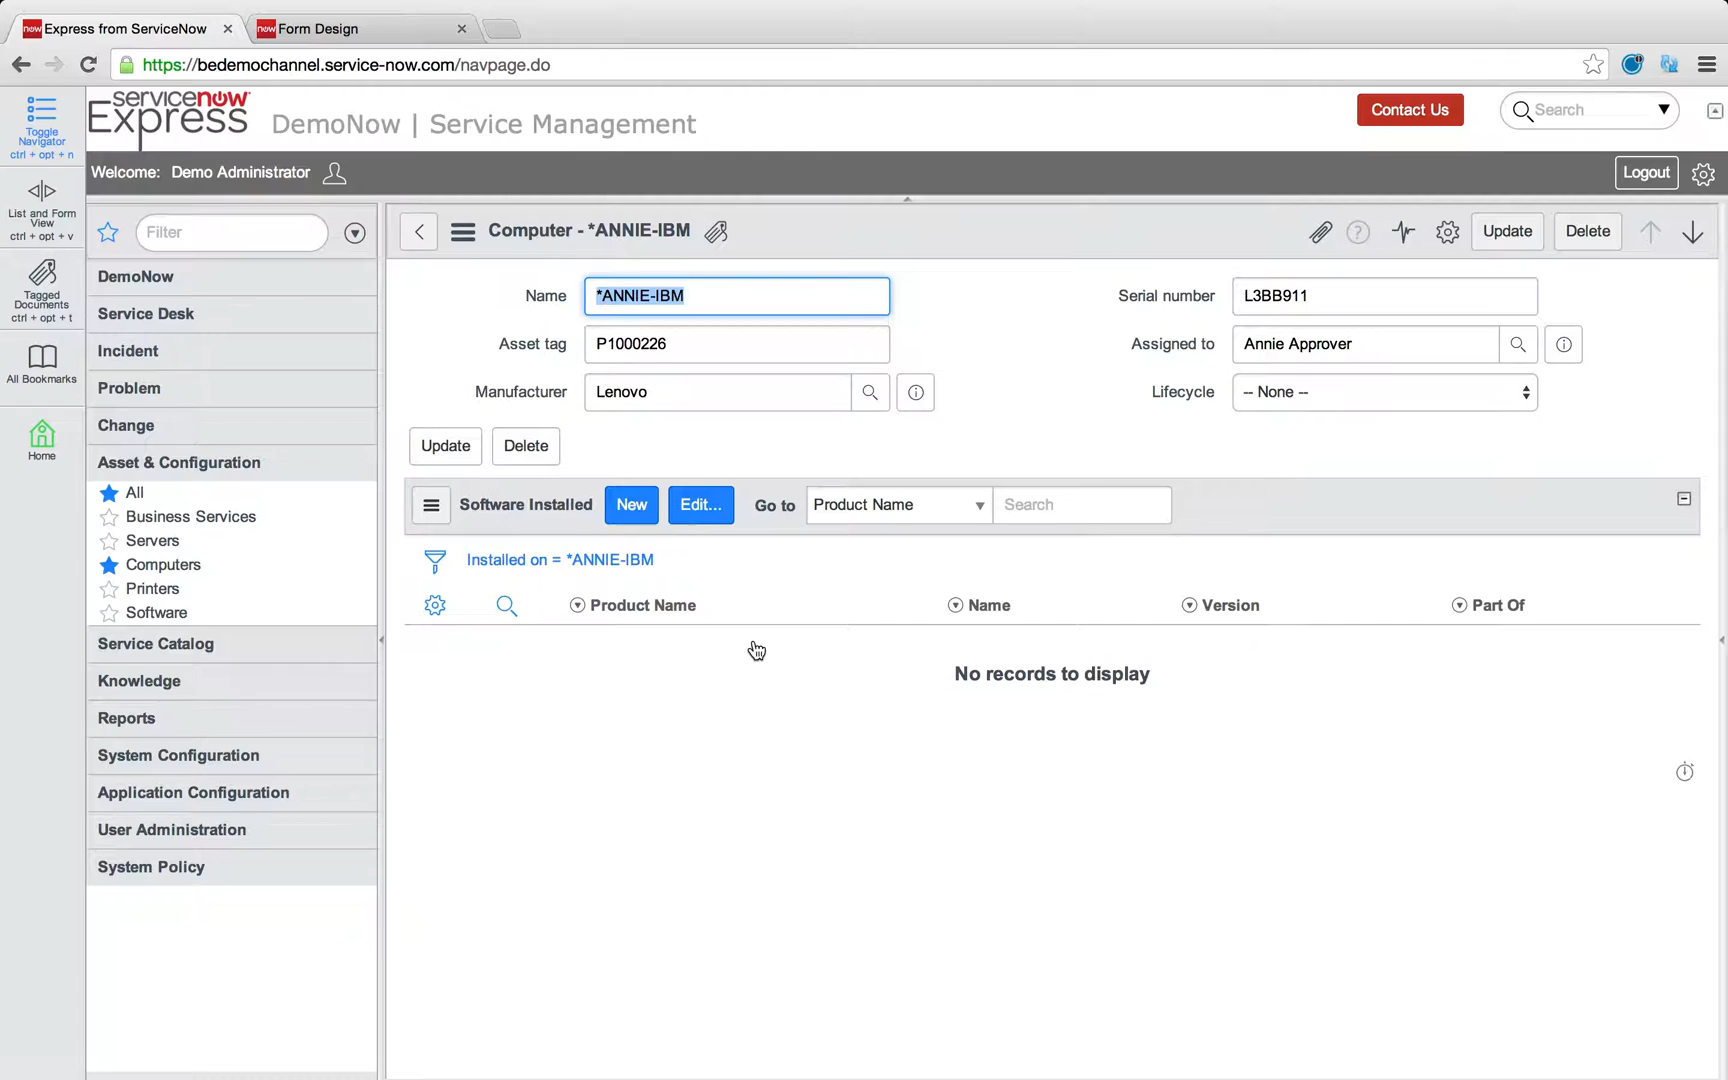 now Express from ServiceNow ×
now Form Design ×
https://bedemochannel.service-now.com/navpage.do
servicenow
Express
DemoNow | Service Management
Contact Us
Search
Welcome: Demo Administrator
Logout
Toggle
Navigator
ctrl + opt + n
List and Form
View
ctrl + opt + v
Tagged
Documents
ctrl + opt + t
All Bookmarks
Home
Filter
DemoNow
Service Desk
Incident
Problem
Change
Asset & Configuration
All
Business Services
Servers
Computers
Printers
Software
Service Catalog
Knowledge
Reports
System Configuration
Application Configuration
User Administration
System Policy
Computer - *ANNIE-IBM
Update
Delete
Name *ANNIE-IBM
Serial number L3BB911
Asset tag P1000226
Assigned to Annie Approver
Manufacturer Lenovo
Lifecycle -- None --
Update Delete
Software Installed New Edit... Go to Product Name Search
Installed on = *ANNIE-IBM
Product Name Name Version Part Of
No records to display